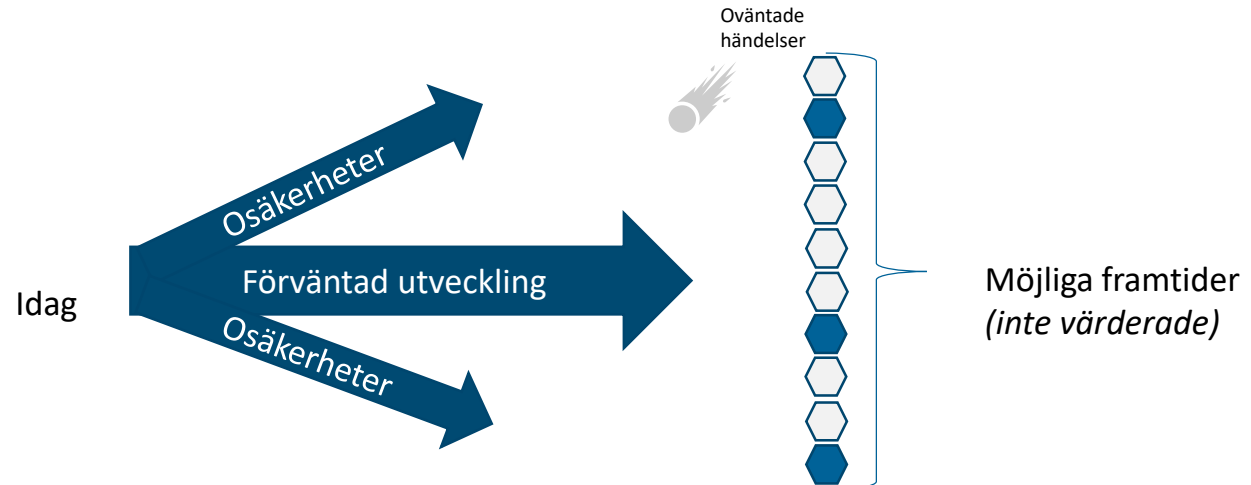 Oväntade
händelser
Osäkerheter
Förväntad utveckling
Idag
Osäkerheter
Möjliga framtider
(inte värderade)